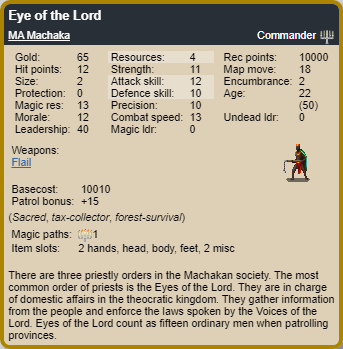 Eye of the Lord
MA Machaka Commander
Gold: 65 Resources: 4 Rec points: 10000
Hit points: 12 Strength: 11 Map move: 18
Size: 2 Attack skill: 12 Encumbrance: 2
Protection: 0 Defence skill: 10 Age: 22
Magic res: 13 Precision: 10 (50)
Morale: 12 Combat speed: 13 Undead ldr: 0
Leadership: 40 Magic ldr: 0
Weapons:
Flail
Basecost: 10010
Patrol bonus: +15
(Sacred, tax-collector, forest-survival)
Magic paths: 1
Item slots: 2 hands, head, body, feet, 2 misc
There are three priestly orders in the Machakan society. The most
common order of priests is the Eyes of the Lord. They are in charge
of domestic affairs in the theocratic kingdom. They gather information
from the people and enforce the laws spoken by the Voices of the
Lord. Eyes of the Lord count as fifteen ordinary men when patrolling
provinces.